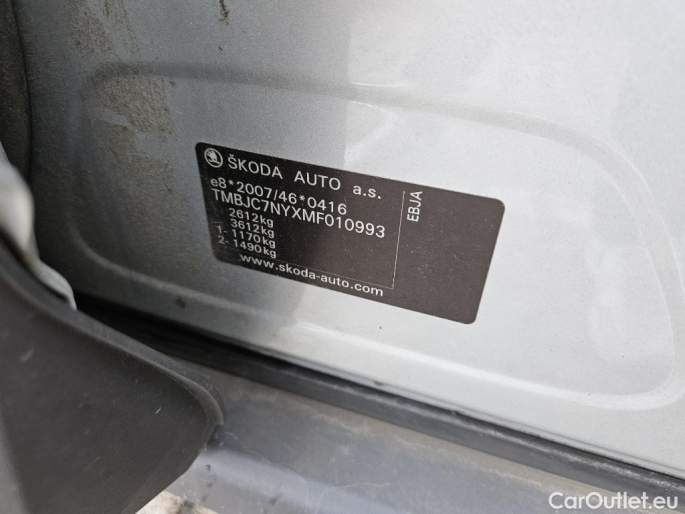 ŠKODA AUTO a.s.
e8*2007/46*0416
TMBJC7NYXMF010993
2612kg
3612kg
1- 1170kg
2- 1490kg
www.skoda-auto.com
EBJA
CarOutlet.eu